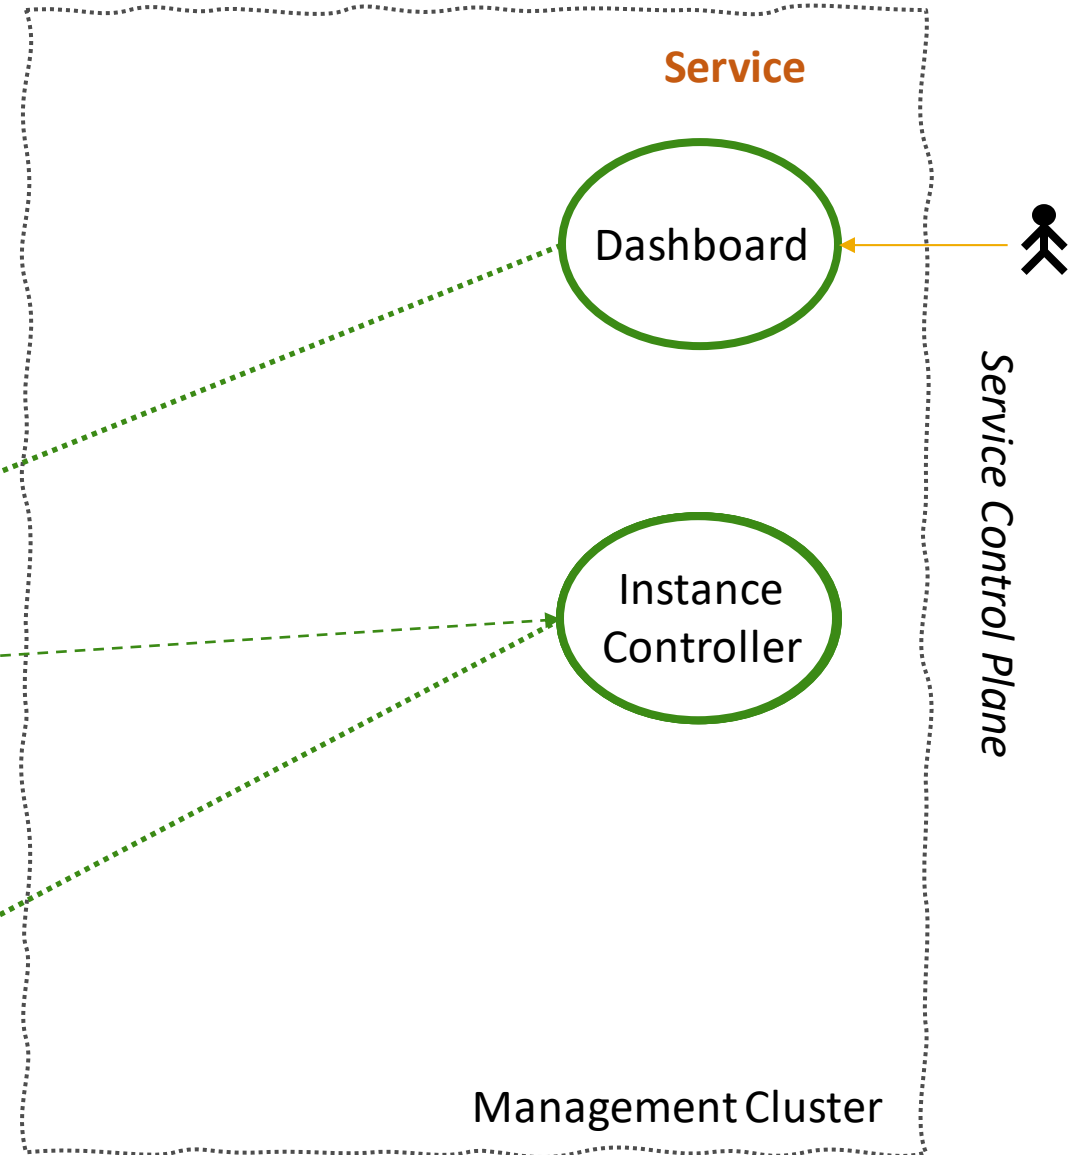 Service
Dashboard
Service Control Plane
Instance
Controller
Management Cluster